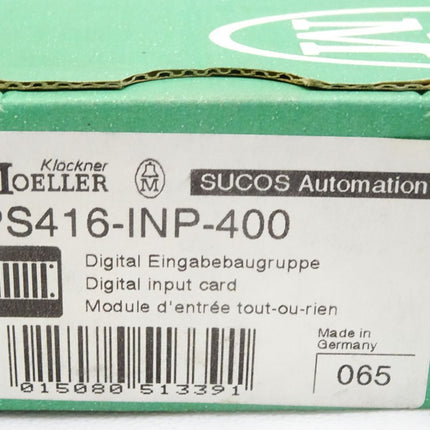 M
Klöckner
MOELLER
M
SUCOS Automation
PS416-INP-400
Digital Eingabebaugruppe
Digital input card
Module d'entrée tout-ou-rien
Made in
Germany
065
015080 513391